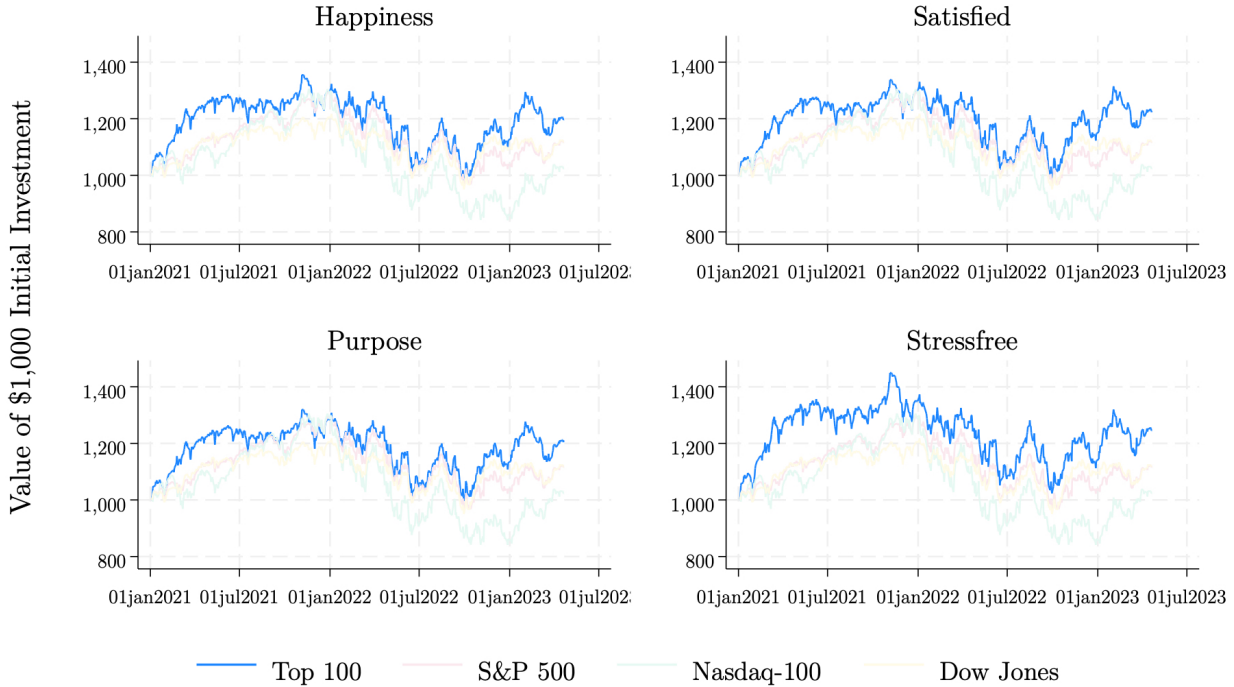 Value of $1,000 Initial Investment
Happiness
1,400
1,200
1,000
800
01jan2021 01jul2021 01jan2022 01jul2022 01jan2023 01jul202
Satisfied
1,400
1,200
1,000
800
01jan2021 01jul2021 01jan2022 01jul2022 01jan2023 01jul2023
Purpose
1,400
1,200
1,000
800
01jan2021 01jul2021 01jan2022 01jul2022 01jan2023 01jul202
Stressfree
1,400
1,200
1,000
800
01jan2021 01jul2021 01jan2022 01jul2022 01jan2023 01jul2023
Top 100 S&P 500 Nasdaq-100 Dow Jones